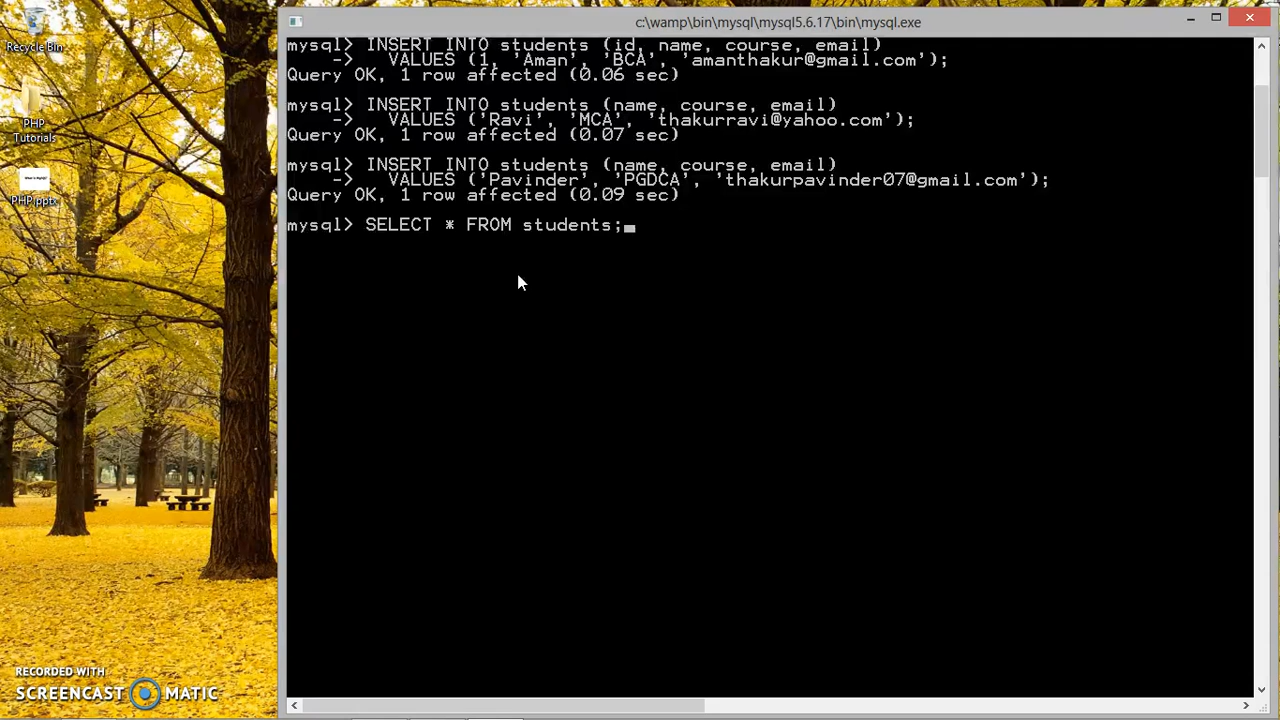 c:\wamp\bin\mysql\mysql5.6.17\bin\mysql.exe
Recycle Bin
PHP
Tutorials
PHP.pptx
mysql> INSERT INTO students (id, name, course, email)
    ->   VALUES (1, 'Aman', 'BCA', 'amanthakur@gmail.com');
Query OK, 1 row affected (0.06 sec)
mysql> INSERT INTO students (name, course, email)
    ->   VALUES ('Ravi', 'MCA', 'thakurravi@yahoo.com');
Query OK, 1 row affected (0.07 sec)
mysql> INSERT INTO students (name, course, email)
    ->   VALUES ('Pavinder', 'PGDCA', 'thakurpavinder07@gmail.com');
Query OK, 1 row affected (0.09 sec)
mysql> SELECT * FROM students;
RECORDED WITH
SCREENCAST MATIC